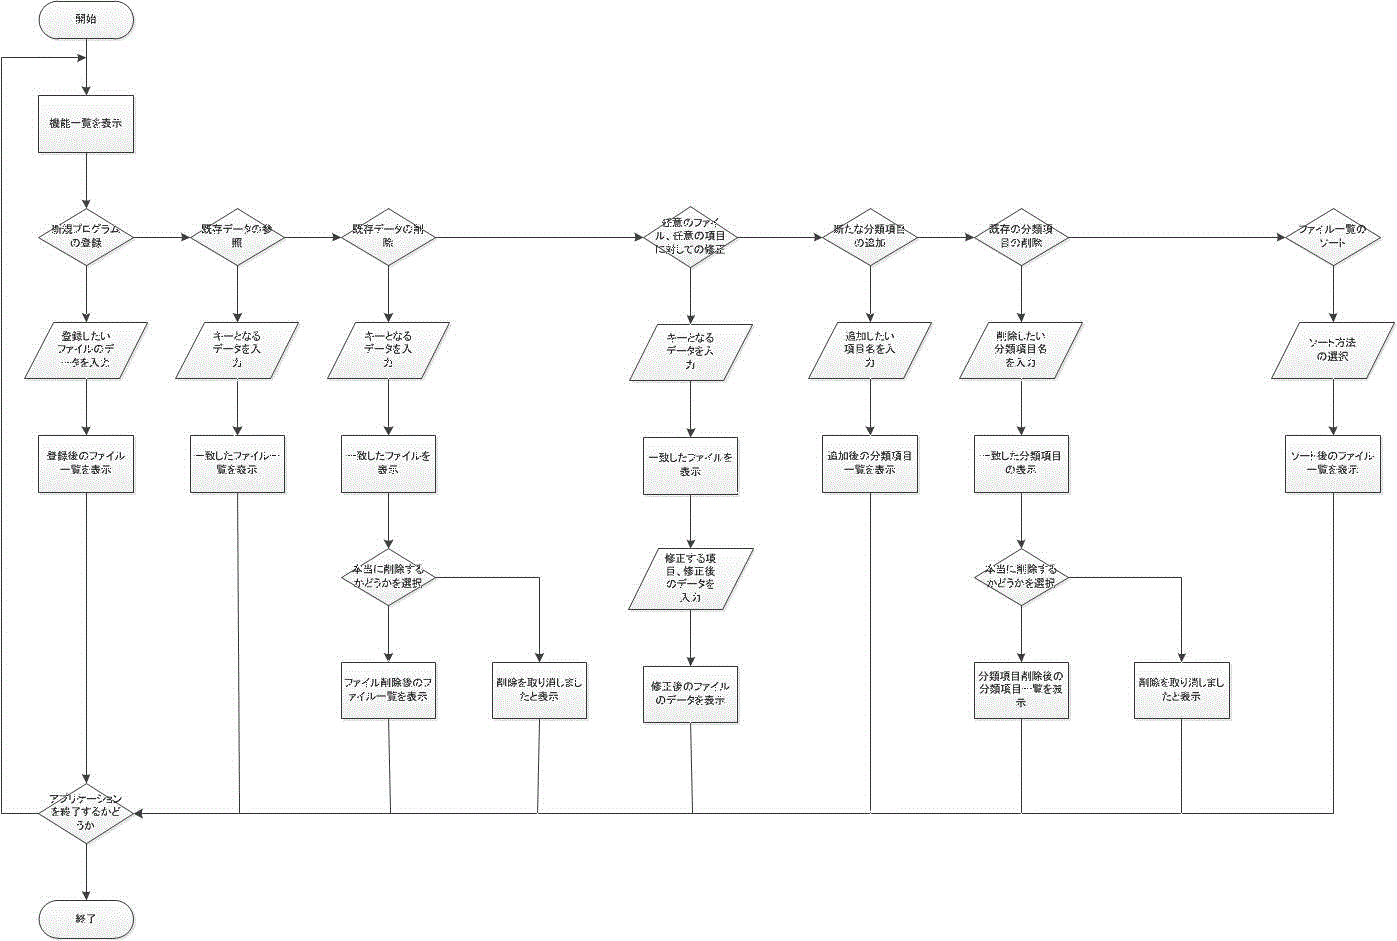 開始
機能一覧を表示
新規プログラム
の登録
既存データの参
照
既存データの削
除
任意のファイ
ル、任意の項目
に対しての修正
新たな分類項目
の追加
既存の分類項
目の削除
ファイル一覧の
ソート
登録したい
ファイルのデ
ータを入力
キーとなる
データを入
力
キーとなる
データを入
力
キーとなる
データを入
力
追加したい
項目名を入
力
削除したい
分類項目名
を入力
ソート方法
の選択
登録後のファイル
一覧を表示
一致したファイル一
覧を表示
一致したファイルを
表示
一致したファイルを
表示
追加後の分類項目
一覧を表示
一致した分類項目
の表示
ソート後のファイル
一覧を表示
本当に削除する
かどうかを選択
修正する項
目、修正後
のデータを
入力
本当に削除する
かどうかを選択
ファイル削除後のフ
ァイル一覧を表示
削除を取り消しまし
たと表示
修正後のファイル
のデータを表示
分類項目削除後の
分類項目一覧を表
示
削除を取り消しまし
たと表示
アプリケーション
を終了するかど
うか
終了